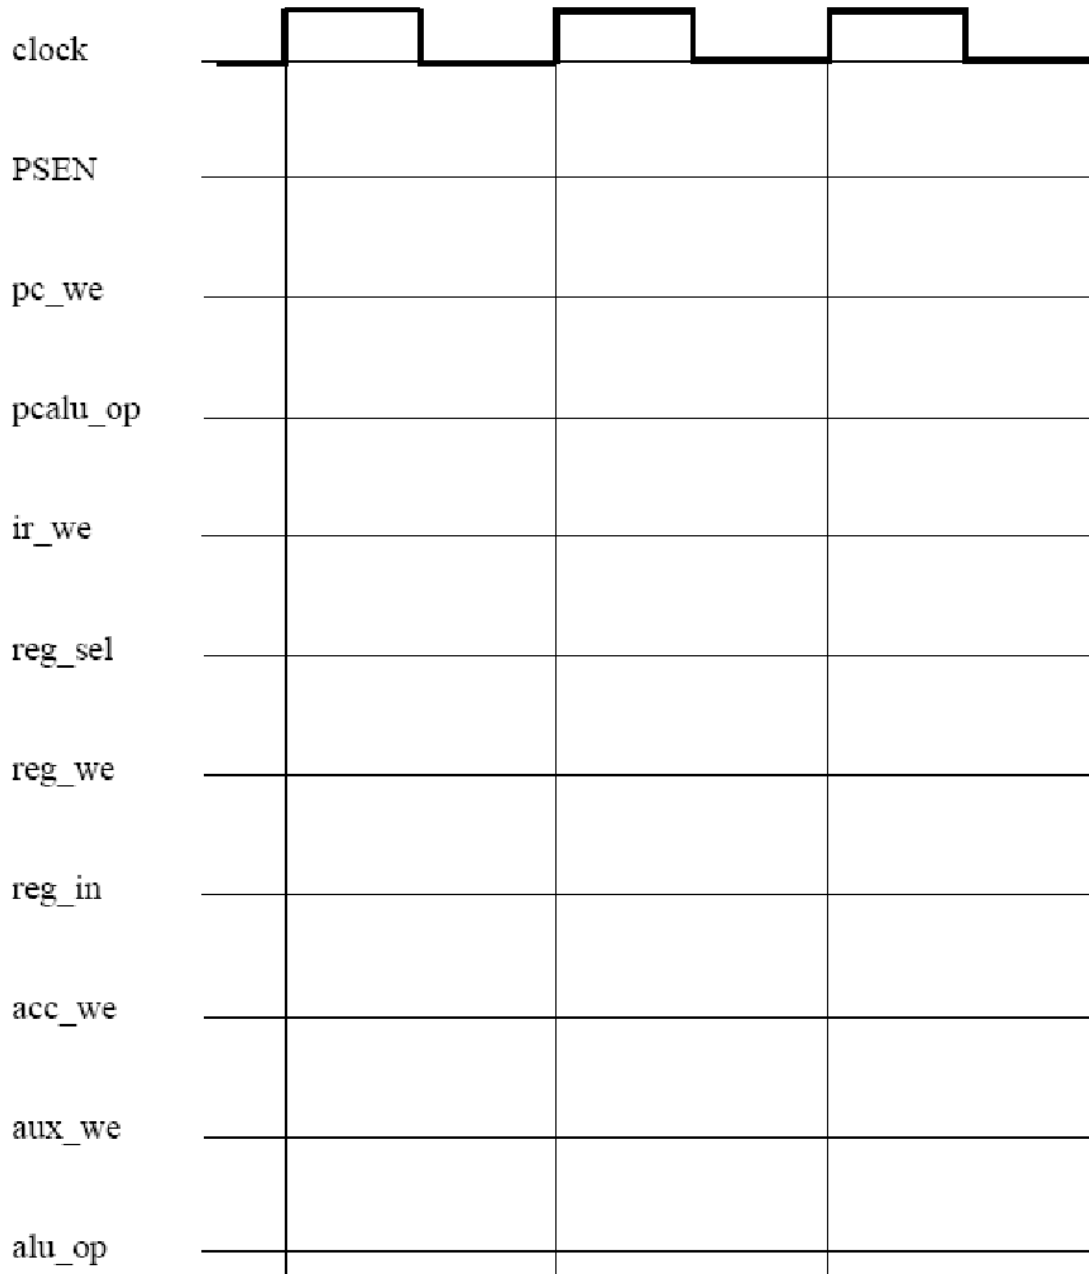 clock
PSEN
pc_we
pcalu_op
ir_we
reg_sel
reg_we
reg_in
acc_we
aux_we
alu_op